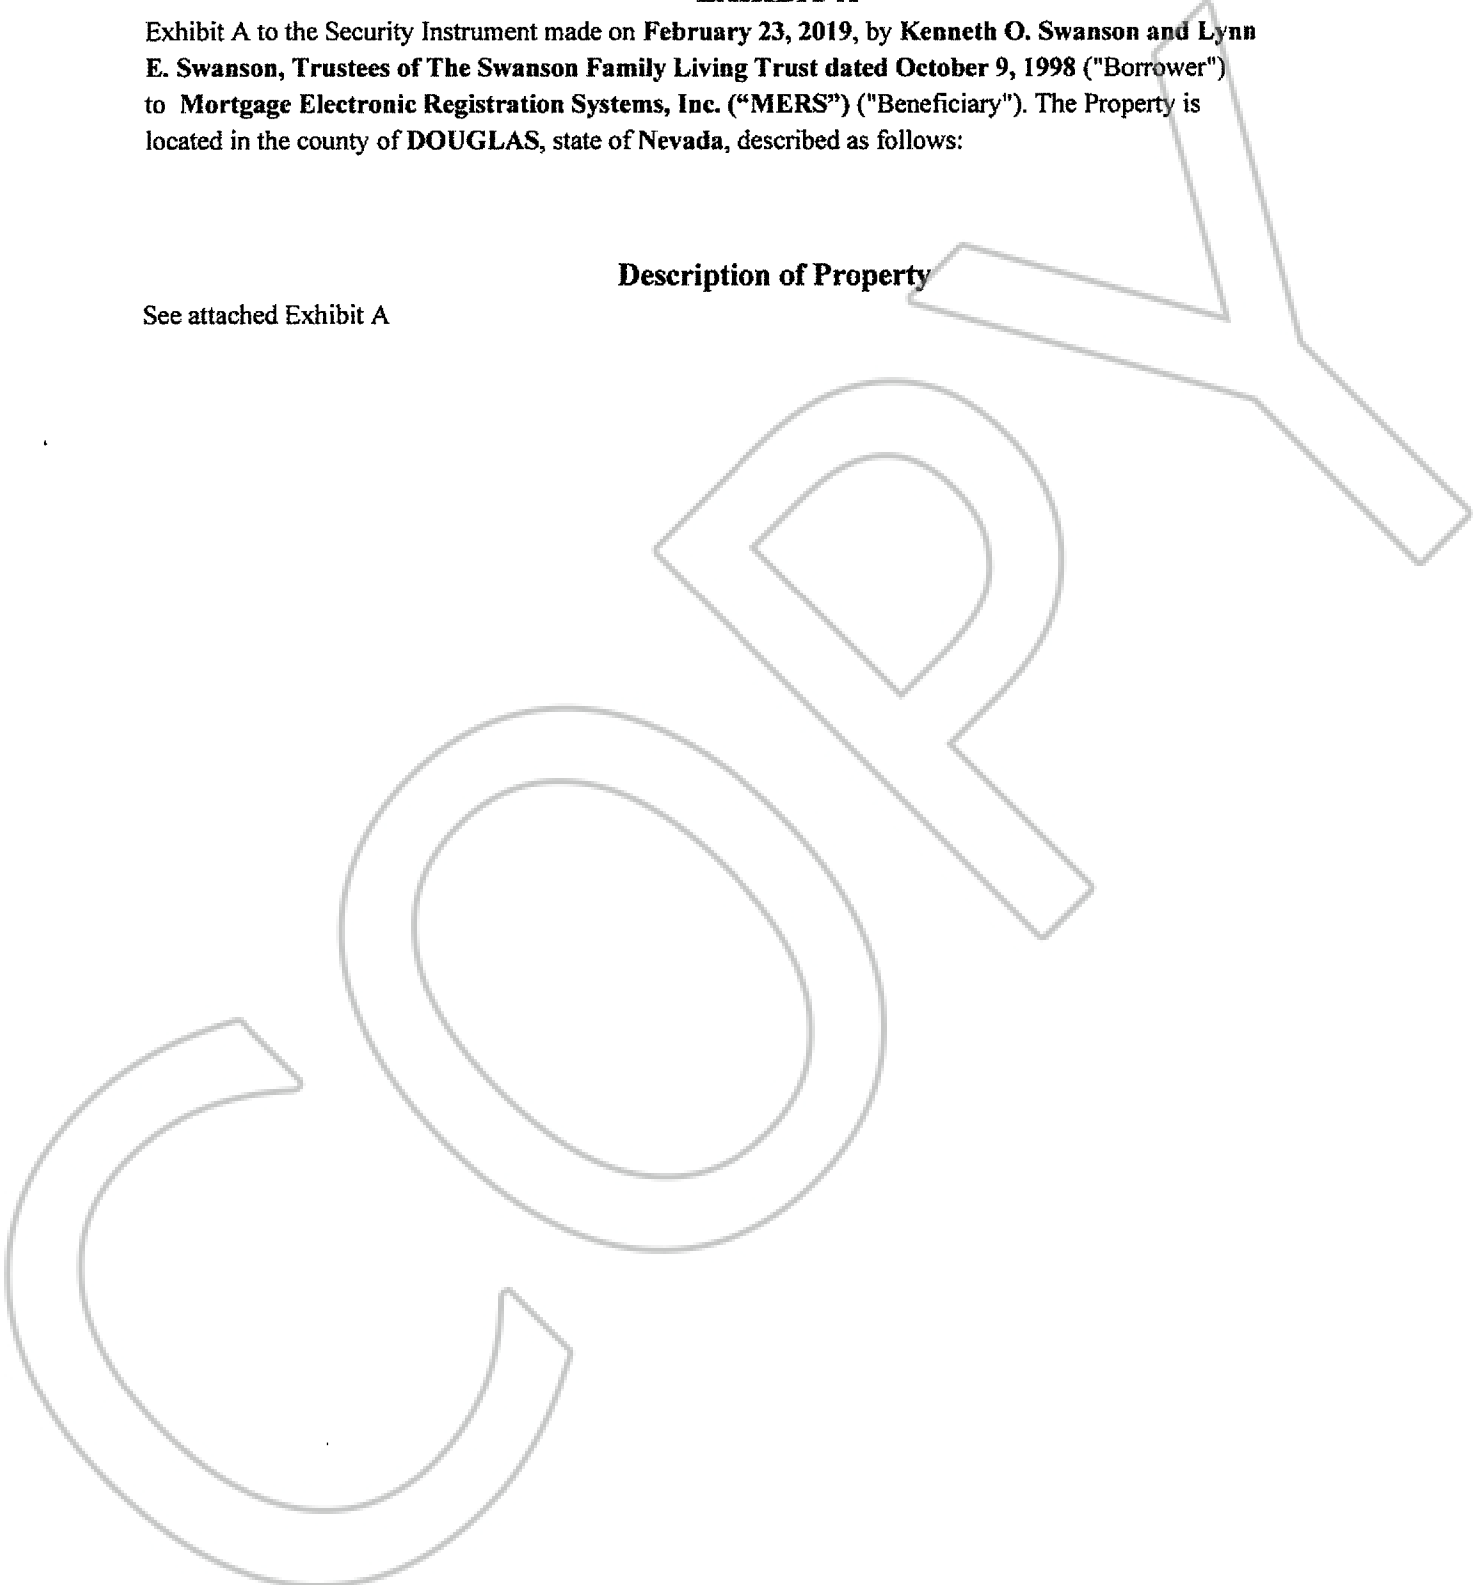 Exhibit A to the Security Instrument made on February 23, 2019, by Kenneth O. Swanson and Lynn
E. Swanson, Trustees of The Swanson Family Living Trust dated October 9, 1998 ("Borrower")
to Mortgage Electronic Registration Systems, Inc. (“MERS”) ("Beneficiary"). The Property is
located in the county of DOUGLAS, state of Nevada, described as follows:
Description of Property
See attached Exhibit A
COPY